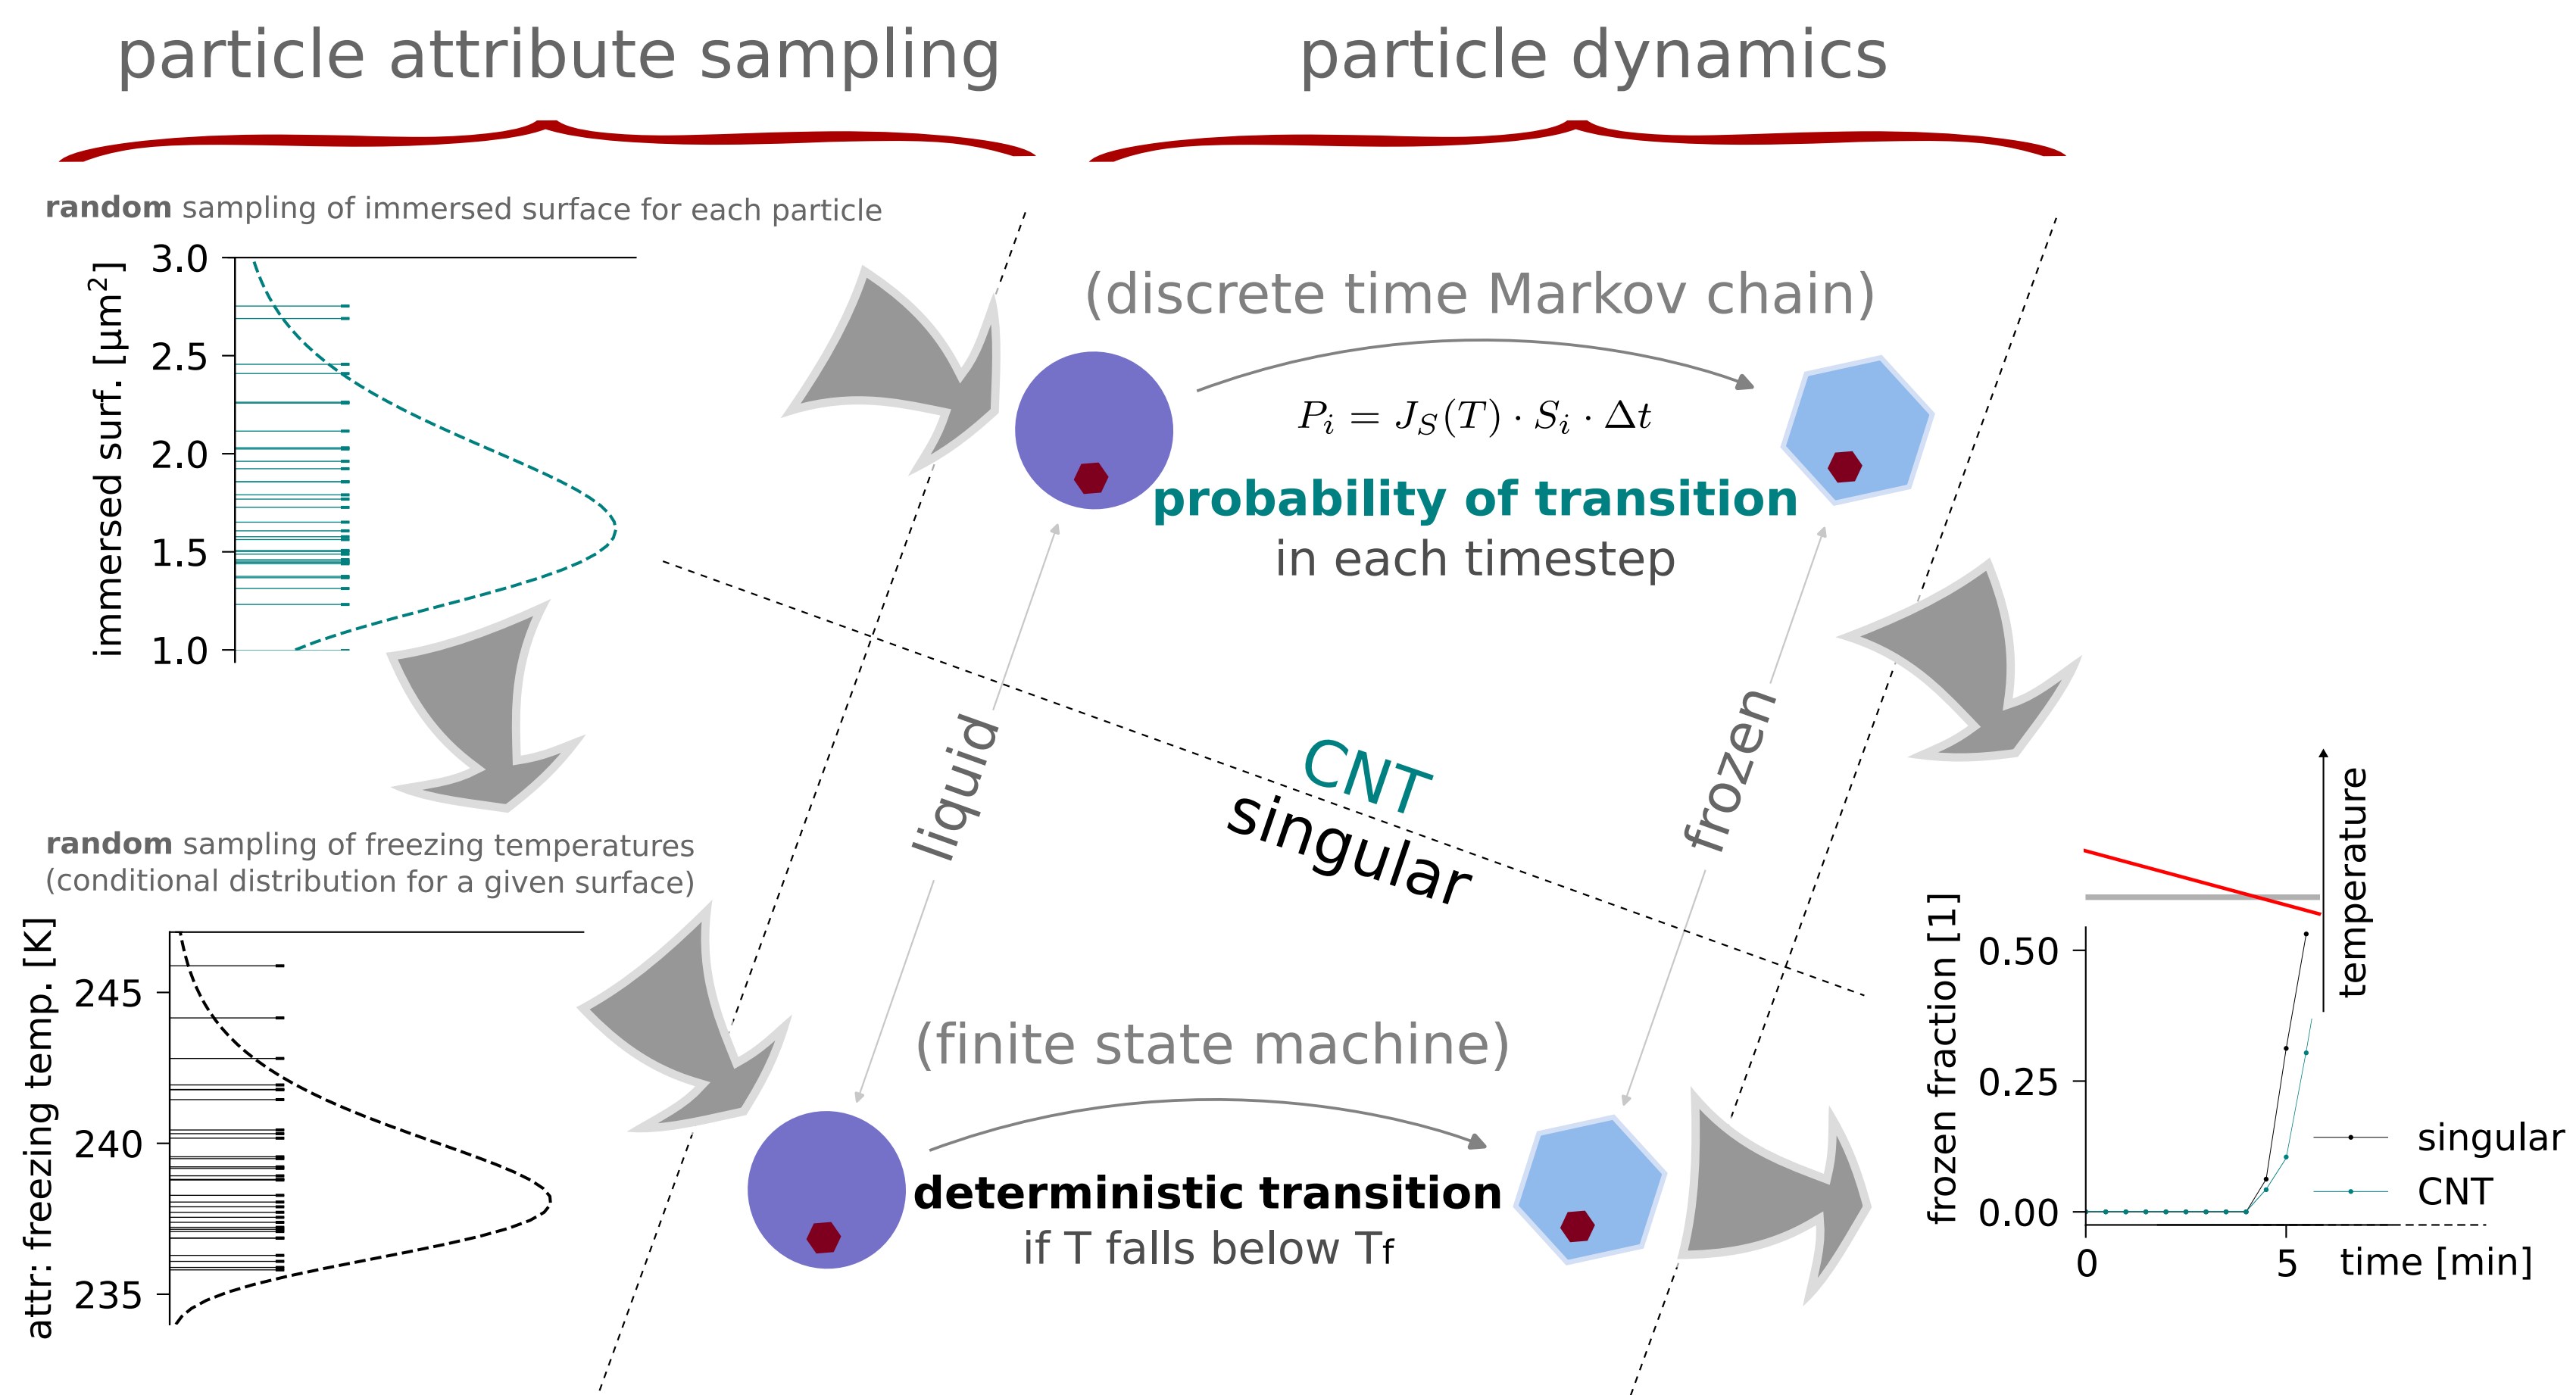 particle attribute sampling
particle dynamics
random sampling of immersed surface for each particle
immersed surf. [µm²]
3.0
2.5
2.0
1.5
1.0
(discrete time Markov chain)
P_i = J_S(T) · S_i · Δt
probability of transition
in each timestep
liquid
frozen
CNT
singular
random sampling of freezing temperatures
(conditional distribution for a given surface)
attr: freezing temp. [K]
245
240
235
(finite state machine)
deterministic transition
if T falls below Tf
temperature
frozen fraction [1]
0.50
0.25
0.00
singular
CNT
0
5
time [min]